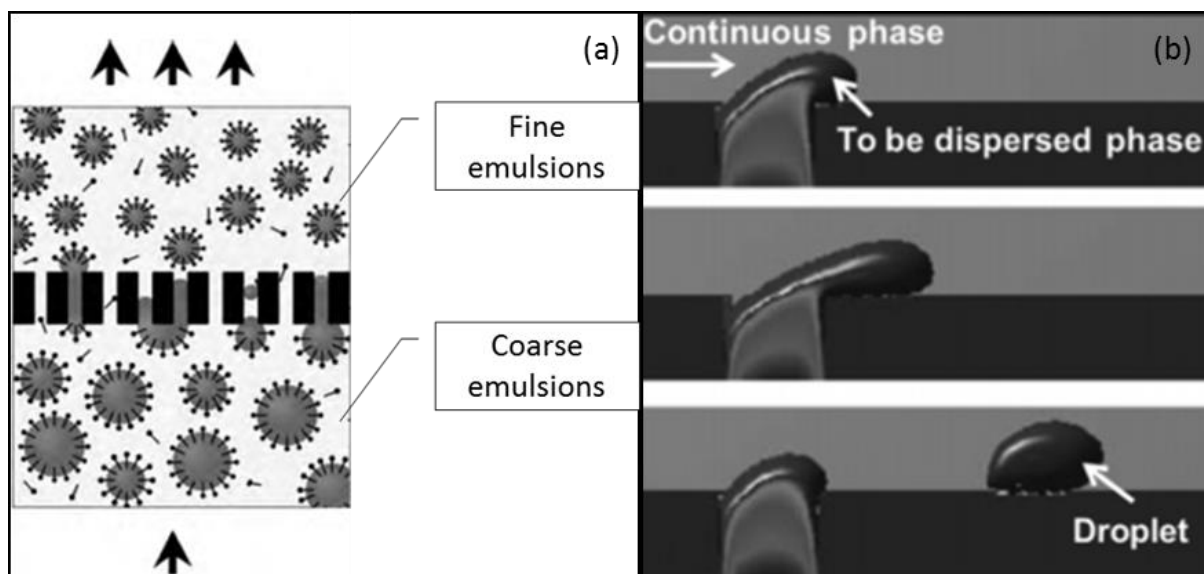 (a)
Fine
emulsions
Coarse
emulsions
Continuous phase
(b)
To be dispersed phase
Droplet